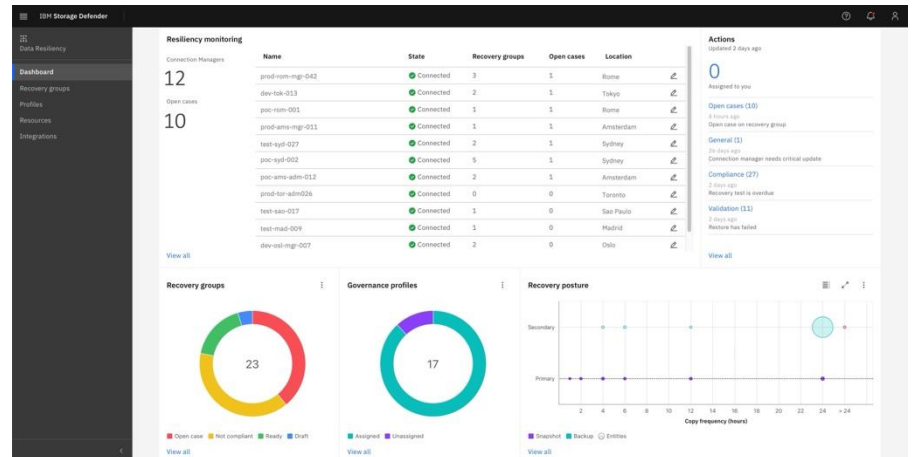 IBM Storage Defender
Data Resiliency
Dashboard
Recovery groups
Profiles
Resources
Integrations
Resiliency monitoring
Connection Managers
12
Open cases
10
View all
Name State Recovery groups Open cases Location
prod-rom-mgr-042 Connected 3 1 Rome
dev-tok-013 Connected 2 1 Tokyo
poc-rom-001 Connected 1 1 Rome
prod-ams-mgr-011 Connected 1 1 Amsterdam
test-syd-027 Connected 2 1 Sydney
poc-syd-002 Connected 5 1 Sydney
poc-ams-adm-012 Connected 2 1 Amsterdam
prod-tor-adm026 Connected 0 0 Toronto
test-sao-017 Connected 1 0 Sao Paulo
test-mad-009 Connected 1 0 Madrid
dev-osl-mgr-007 Connected 2 0 Oslo
Actions
Updated 2 days ago
0
Assigned to you
Open cases (10)
6 hours ago
Open case on recovery group
General (1)
26 days ago
Connection manager needs critical update
Compliance (27)
2 days ago
Recovery test is overdue
Validation (11)
2 days ago
Restore has failed
View all
Recovery groups
23
Open case Not compliant Ready Draft
View all
Governance profiles
17
Assigned Unassigned
View all
Recovery posture
Secondary
Primary
2 4 6 8 10 12 14 16 18 20 22 24 > 24
Copy frequency (hours)
Snapshot Backup Entities
View all